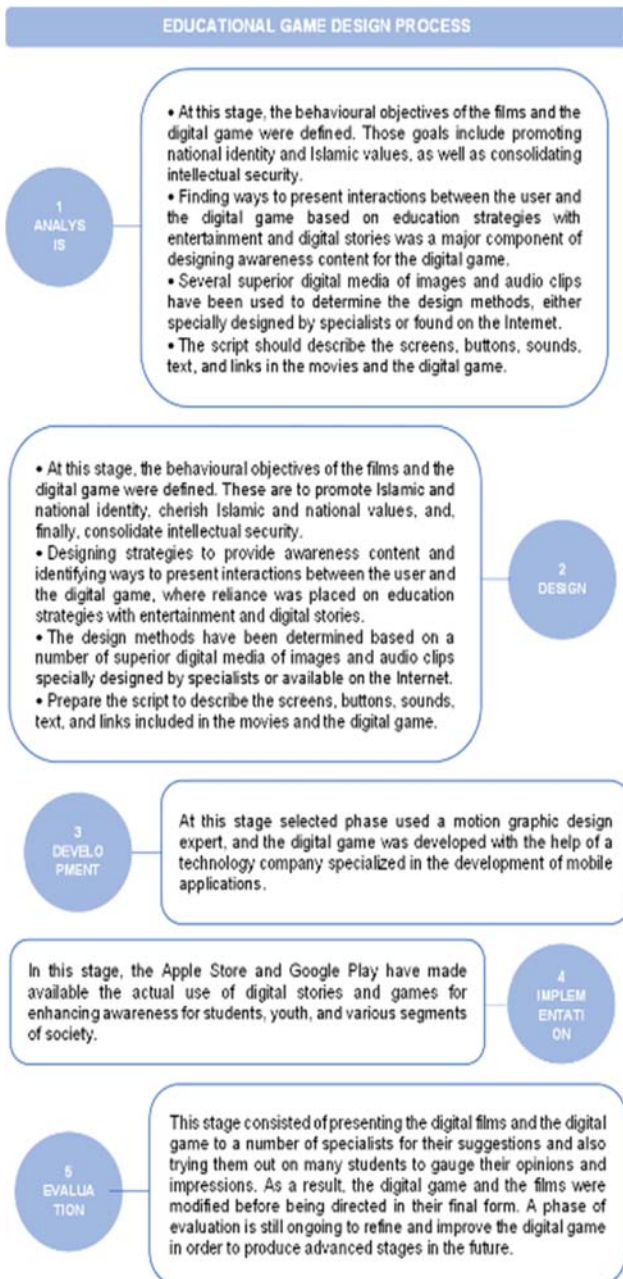 EDUCATIONAL GAME DESIGN PROCESS
1
ANALYS
IS
• At this stage, the behavioural objectives of the films and the
digital game were defined. Those goals include promoting
national identity and Islamic values, as well as consolidating
intellectual security.
• Finding ways to present interactions between the user and
the digital game based on education strategies with
entertainment and digital stories was a major component of
designing awareness content for the digital game.
• Several superior digital media of images and audio clips
have been used to determine the design methods, either
specially designed by specialists or found on the Internet.
• The script should describe the screens, buttons, sounds,
text, and links in the movies and the digital game.
• At this stage, the behavioural objectives of the films and the
digital game were defined. These are to promote Islamic and
national identity, cherish Islamic and national values, and,
finally, consolidate intellectual security.
• Designing strategies to provide awareness content and
identifying ways to present interactions between the user and
the digital game, where reliance was placed on education
strategies with entertainment and digital stories.
• The design methods have been determined based on a
number of superior digital media of images and audio clips
specially designed by specialists or available on the Internet.
• Prepare the script to describe the screens, buttons, sounds,
text, and links included in the movies and the digital game.
2
DESIGN
3
DEVELO
PMENT
At this stage selected phase used a motion graphic design
expert, and the digital game was developed with the help of a
technology company specialized in the development of mobile
applications.
In this stage, the Apple Store and Google Play have made
available the actual use of digital stories and games for
enhancing awareness for students, youth, and various segments
of society.
4
IMPLEM
ENTATI
ON
5
EVALUA
TION
This stage consisted of presenting the digital films and the digital
game to a number of specialists for their suggestions and also
trying them out on many students to gauge their opinions and
impressions. As a result, the digital game and the films were
modified before being directed in their final form. A phase of
evaluation is still ongoing to refine and improve the digital game
in order to produce advanced stages in the future.